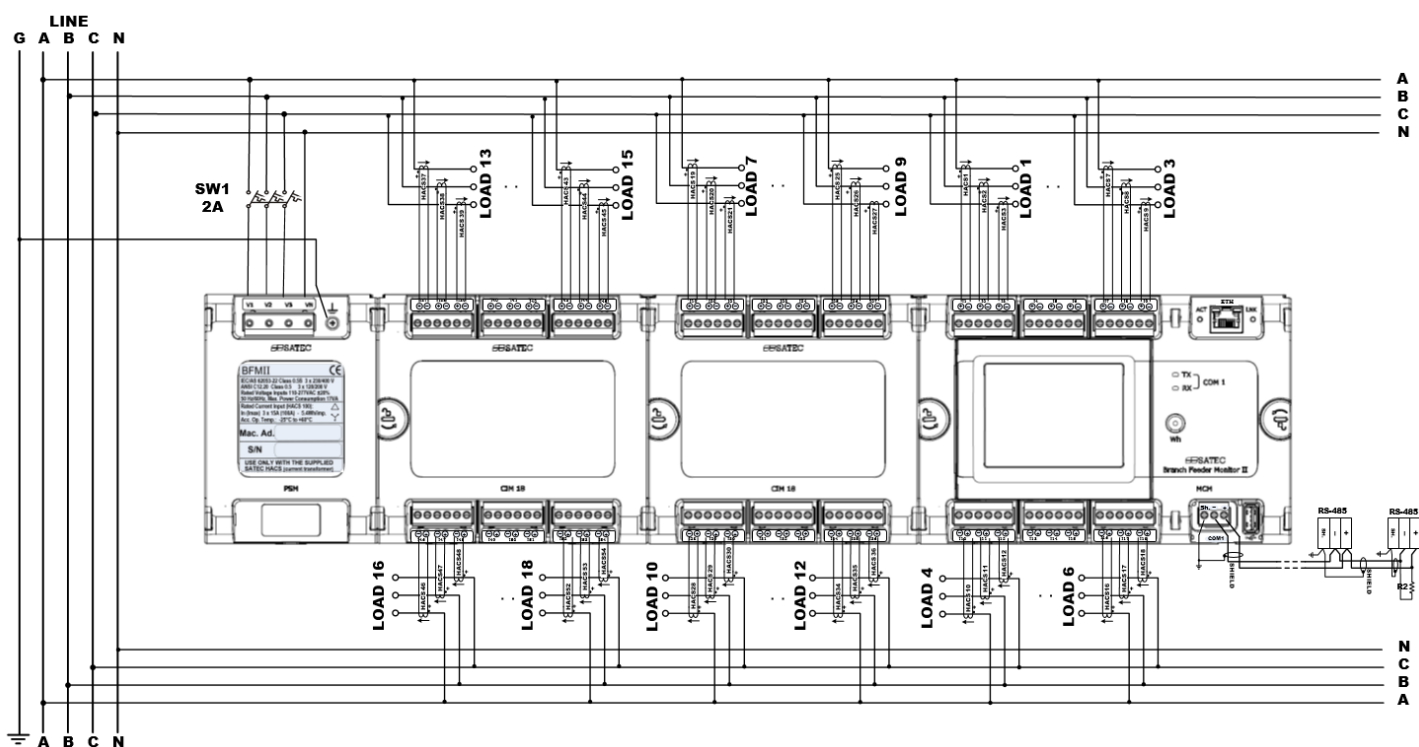 LINE
G A B C N
A
B
C
N
SW1
2A
HACS37
HACS38
HACS39
LOAD 13
HACS43
HACS44
HACS45
LOAD 15
HACS19
HACS20
HACS21
LOAD 7
HACS25
HACS26
HACS27
LOAD 9
HACS1
HACS2
HACS3
LOAD 1
HACS7
HACS8
HACS9
LOAD 3
V1 V2 V3
ETH
ACT
LNK
SATEC
SATEC
SATEC
BFMII
CE
Mac. Ad.
S/N
USE ONLY WITH THE SUPPLIED
SATEC HACS (current transformer)
TX
RX
COM 1
Wh
SATEC
Branch Feeder Monitor II
PSM
CIM 18
CIM 18
MCM
Sh. - +
COM1
RS-485
- +
RS-485
- +
SHIELD
SHIELD
R2
LOAD 16
HACS46
HACS47
HACS48
LOAD 18
HACS52
HACS53
HACS54
LOAD 10
HACS28
HACS29
HACS30
LOAD 12
HACS34
HACS35
HACS36
LOAD 4
HACS10
HACS11
HACS12
LOAD 6
HACS16
HACS17
HACS18
N
C
B
A
A B C N